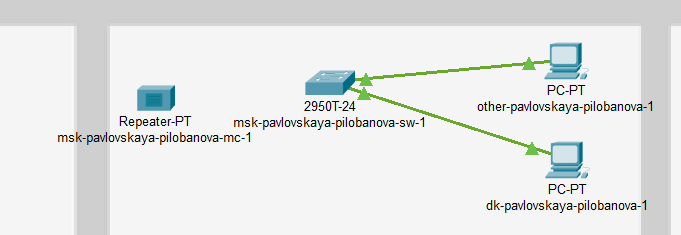 Repeater-PT
msk-pavlovskaya-pilobanova-mc-1
2950T-24
msk-pavlovskaya-pilobanova-sw-1
PC-PT
other-pavlovskaya-pilobanova-1
PC-PT
dk-pavlovskaya-pilobanova-1